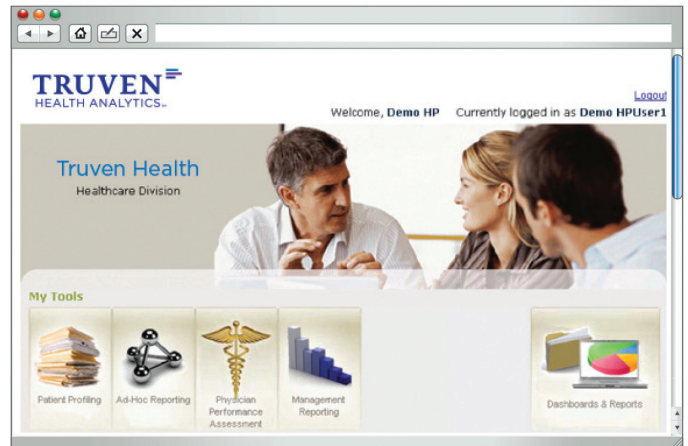 TRUVEN
HEALTH ANALYTICS
Logout
Welcome, Demo HP Currently logged in as Demo HPUser1
Truven Health
Healthcare Division
My Tools
Patient Profiling
Ad-Hoc Reporting
Physician
Performance
Assessment
Management
Reporting
Dashboards & Reports